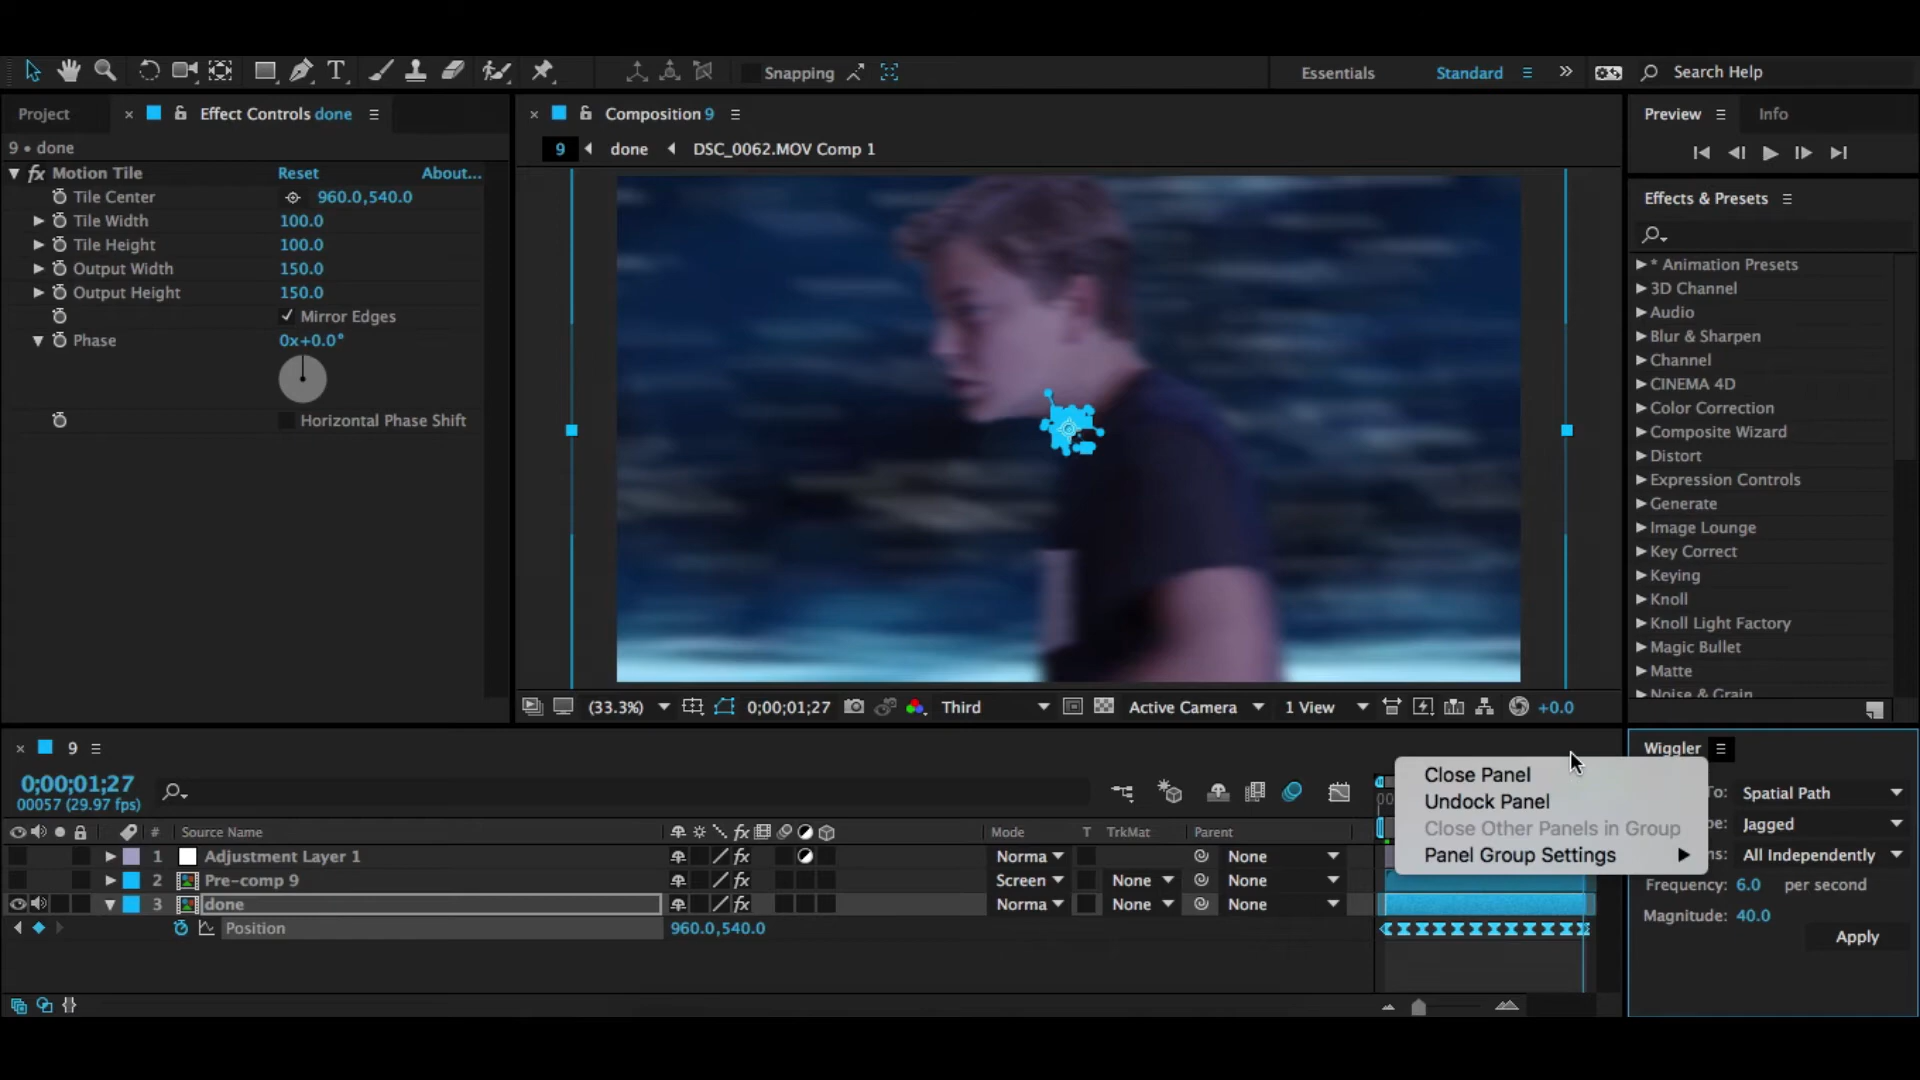 Snapping
Essentials
Standard
Search Help
Project
Effect Controls done
Composition 9
Preview
Info
9 • done
9
done
DSC_0062.MOV Comp 1
Motion Tile
Reset
About...
Tile Center
960.0,540.0
Tile Width
100.0
Tile Height
100.0
Output Width
150.0
Output Height
150.0
Mirror Edges
Phase
0x+0.0°
Horizontal Phase Shift
Effects & Presets
* Animation Presets
3D Channel
Audio
Blur & Sharpen
Channel
CINEMA 4D
Color Correction
Composite Wizard
Distort
Expression Controls
Generate
Image Lounge
Key Correct
Keying
Knoll
Knoll Light Factory
Magic Bullet
Matte
Noise & Grain
(33.3%)
0;00;01;27
Third
Active Camera
1 View
+0.0
9
0;00;01;27
00057 (29.97 fps)
# Source Name
Mode
T TrkMat
Parent
1 Adjustment Layer 1
Norma
None
2 Pre-comp 9
Screen
None
None
3 done
Norma
None
None
Position
960.0,540.0
Close Panel
Undock Panel
Close Other Panels in Group
Panel Group Settings
Wiggler
Spatial Path
Jagged
All Independently
Frequency: 6.0 per second
Magnitude: 40.0
Apply